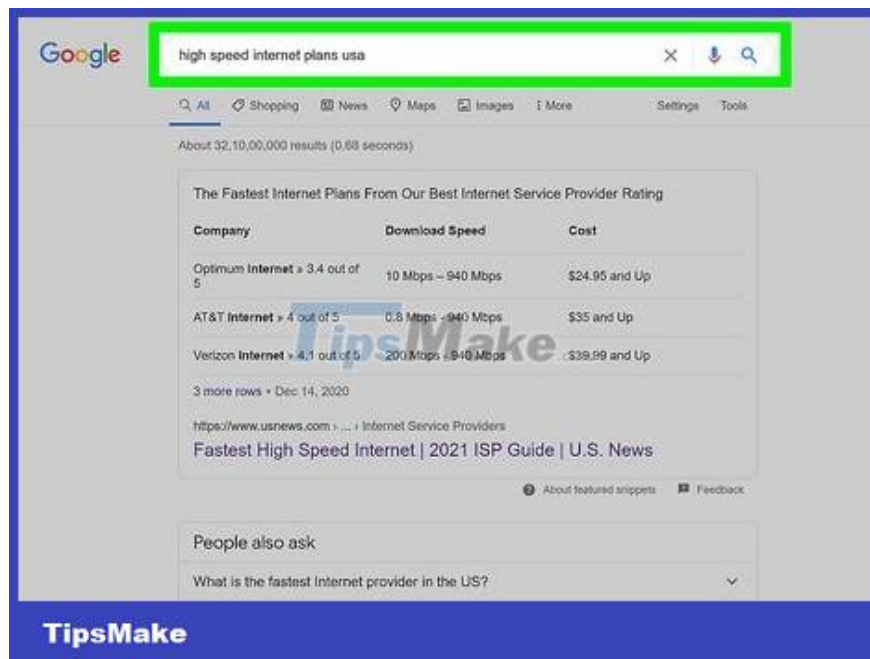 Google
high speed internet plans usa
All Shopping News Maps Images More Settings Tools
About 32,10,00,000 results (0.68 seconds)
The Fastest Internet Plans From Our Best Internet Service Provider Rating
Company Download Speed Cost
Optimum Internet » 3.4 out of
5 10 Mbps – 940 Mbps $24.95 and Up
AT&T Internet » 4 out of 5 0.8 Mbps - 940 Mbps $35 and Up
Verizon Internet » 4.1 out of 5 200 Mbps - 940 Mbps $39.99 and Up
TipsMake
3 more rows • Dec 14, 2020
https://www.usnews.com › ... › Internet Service Providers
Fastest High Speed Internet | 2021 ISP Guide | U.S. News
About featured snippets Feedback
People also ask
What is the fastest Internet provider in the US?
TipsMake